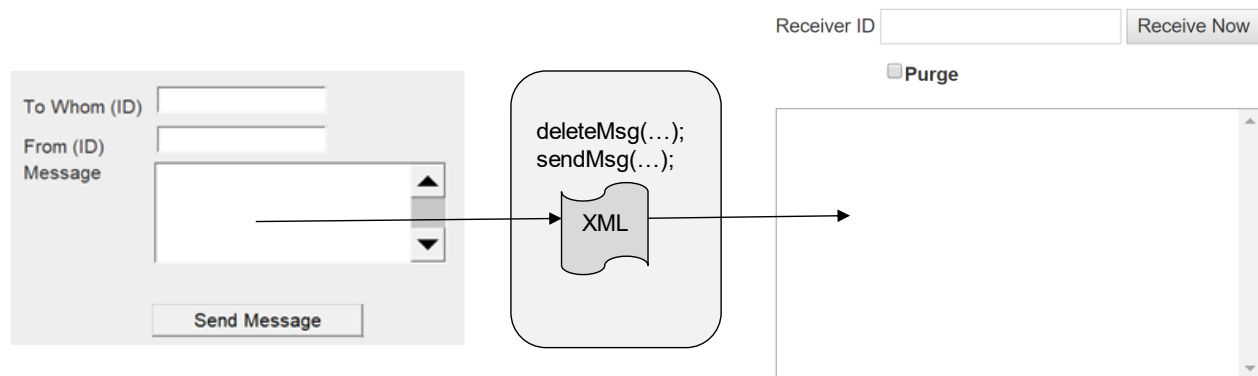 To Whom (ID)
From (ID)
Message
Send Message
deleteMsg(…);
sendMsg(…);
XML
Receiver ID
Receive Now
Purge